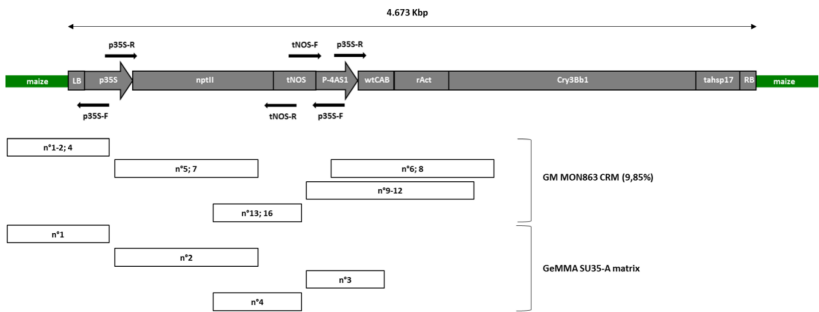 4.673 Kbp
p35S-R
tNOS-F
p35S-R
maize
LB
p35S
nptII
tNOS
P-4AS1
wtCAB
rAct
Cry3Bb1
tahsp17
RB
maize
p35S-F
tNOS-R
p35S-F
n°1-2; 4
n°5; 7
n°6; 8
GM MON863 CRM (9,85%)
n°9-12
n°13; 16
n°1
n°2
GeMMA SU35-A matrix
n°3
n°4